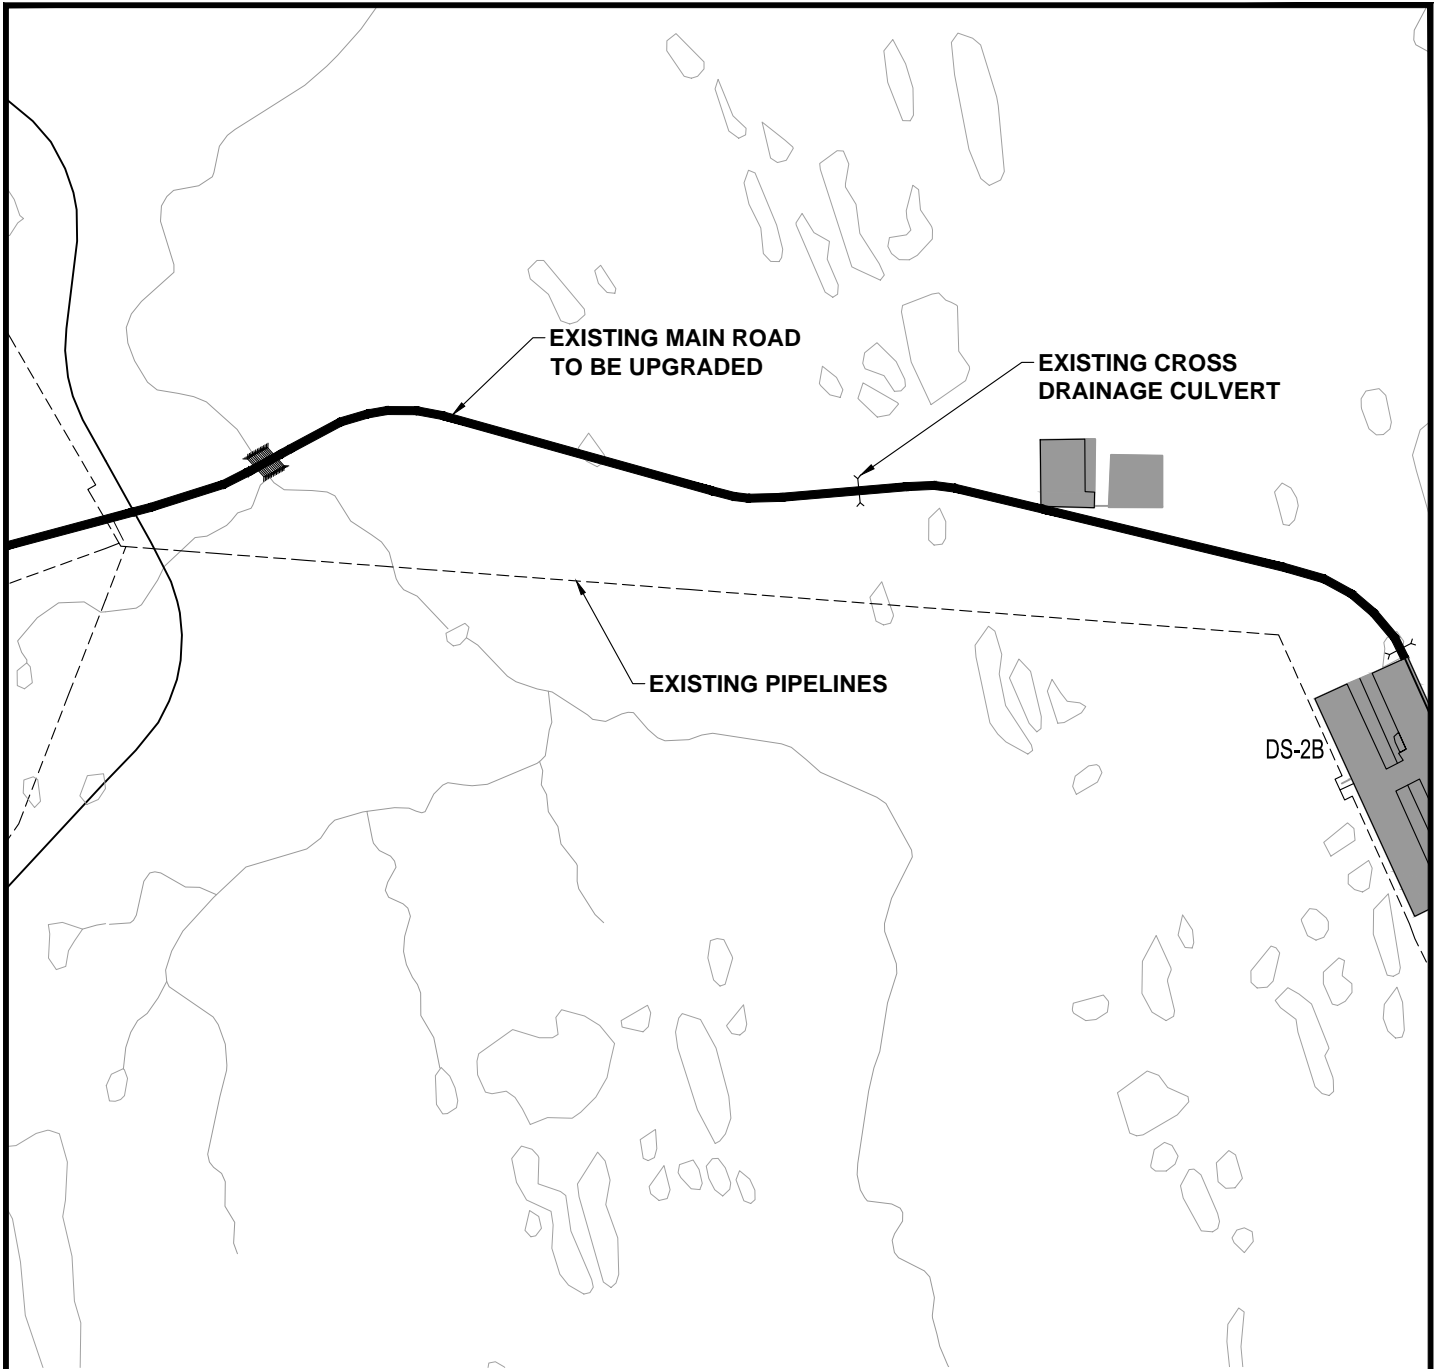 EXISTING MAIN ROAD
TO BE UPGRADED
EXISTING CROSS
DRAINAGE CULVERT
EXISTING PIPELINES
DS-2B